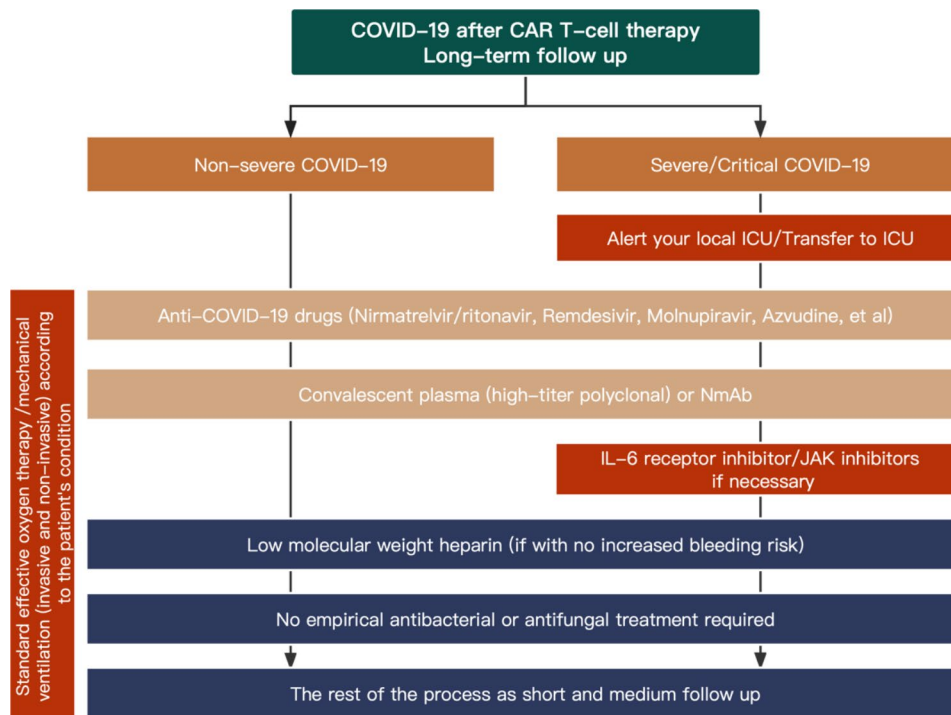 COVID-19 after CAR T-cell therapy
Long-term follow up
Non-severe COVID-19
Severe/Critical COVID-19
Alert your local ICU/Transfer to ICU
Standard effective oxygen therapy /mechanical
ventilation (invasive and non-invasive) according
to the patient's condition
Anti-COVID-19 drugs (Nirmatrelvir/ritonavir, Remdesivir, Molnupiravir, Azvudine, et al)
Convalescent plasma (high-titer polyclonal) or NmAb
IL-6 receptor inhibitor/JAK inhibitors
if necessary
Low molecular weight heparin (if with no increased bleeding risk)
No empirical antibacterial or antifungal treatment required
The rest of the process as short and medium follow up